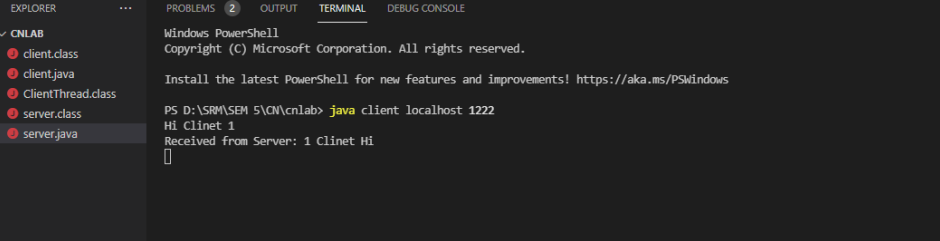 EXPLORER ...
CNLAB
client.class
client.java
ClientThread.class
server.class
server.java
PROBLEMS 2 OUTPUT TERMINAL DEBUG CONSOLE
Windows PowerShell
Copyright (C) Microsoft Corporation. All rights reserved.
Install the latest PowerShell for new features and improvements! https://aka.ms/PSWindows
PS D:\SRM\SEM 5\CN\cnlab> java client localhost 1222
Hi Clinet 1
Received from Server: 1 Clinet Hi